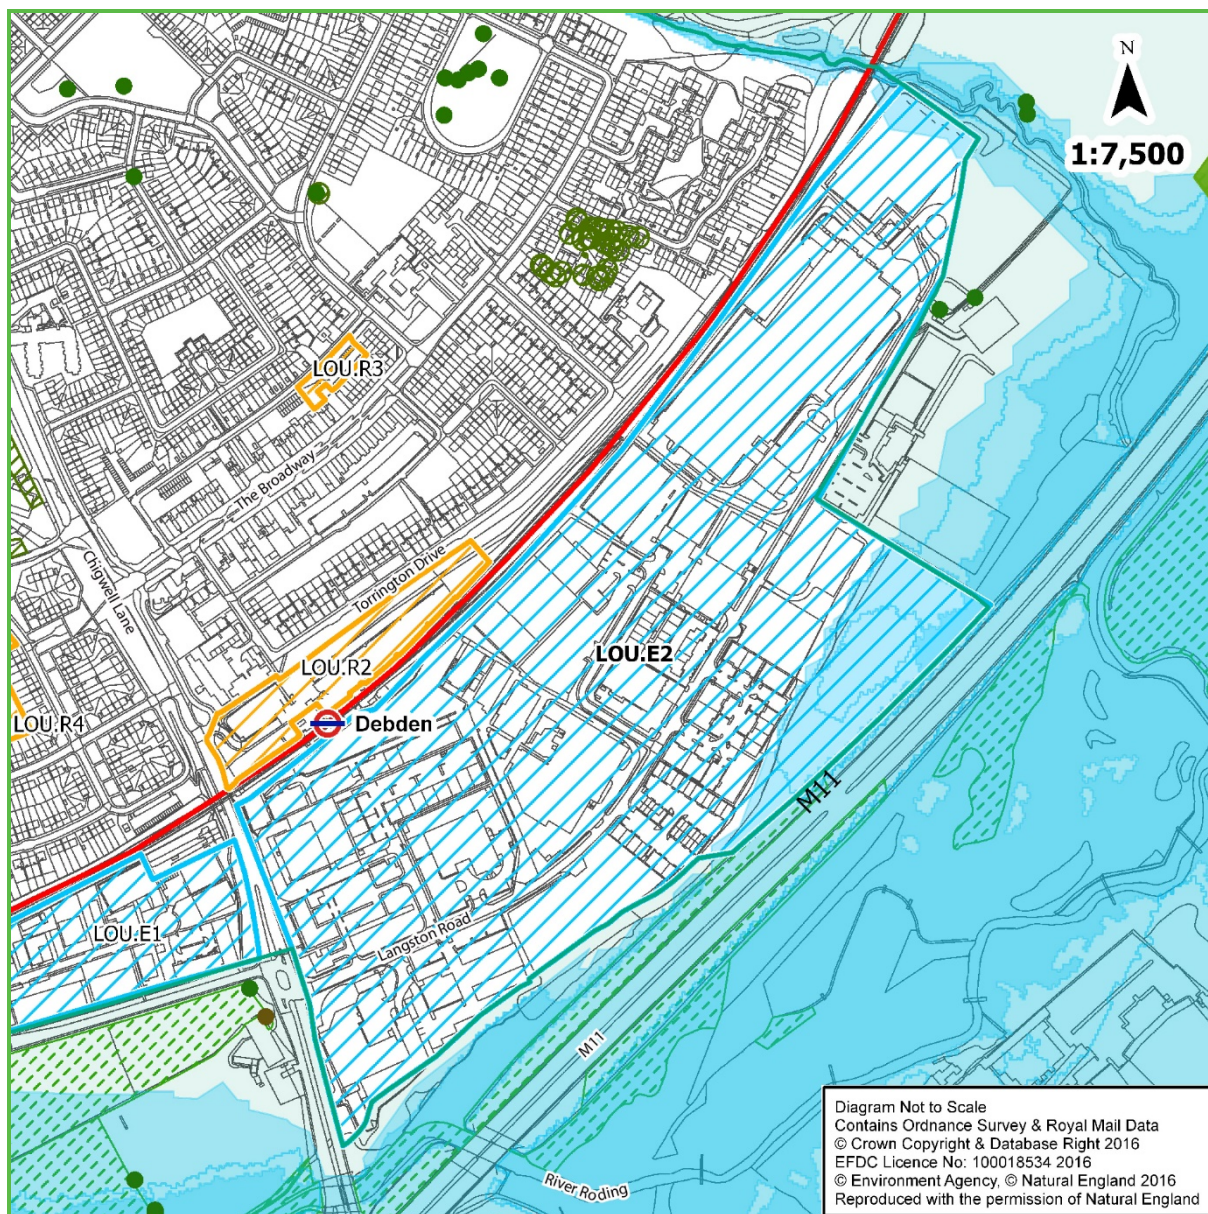 N
1:7,500
LOU.R3
The Broadway
Chigwell Lane
Torrington Drive
LOU.R2
LOU.E2
LOU.R4
Debden
M11
LOU.E1
Langston Road
M11
River Roding
Diagram Not to Scale
Contains Ordnance Survey & Royal Mail Data
© Crown Copyright & Database Right 2016
EFDC Licence No: 100018534 2016
© Environment Agency, © Natural England 2016
Reproduced with the permission of Natural England